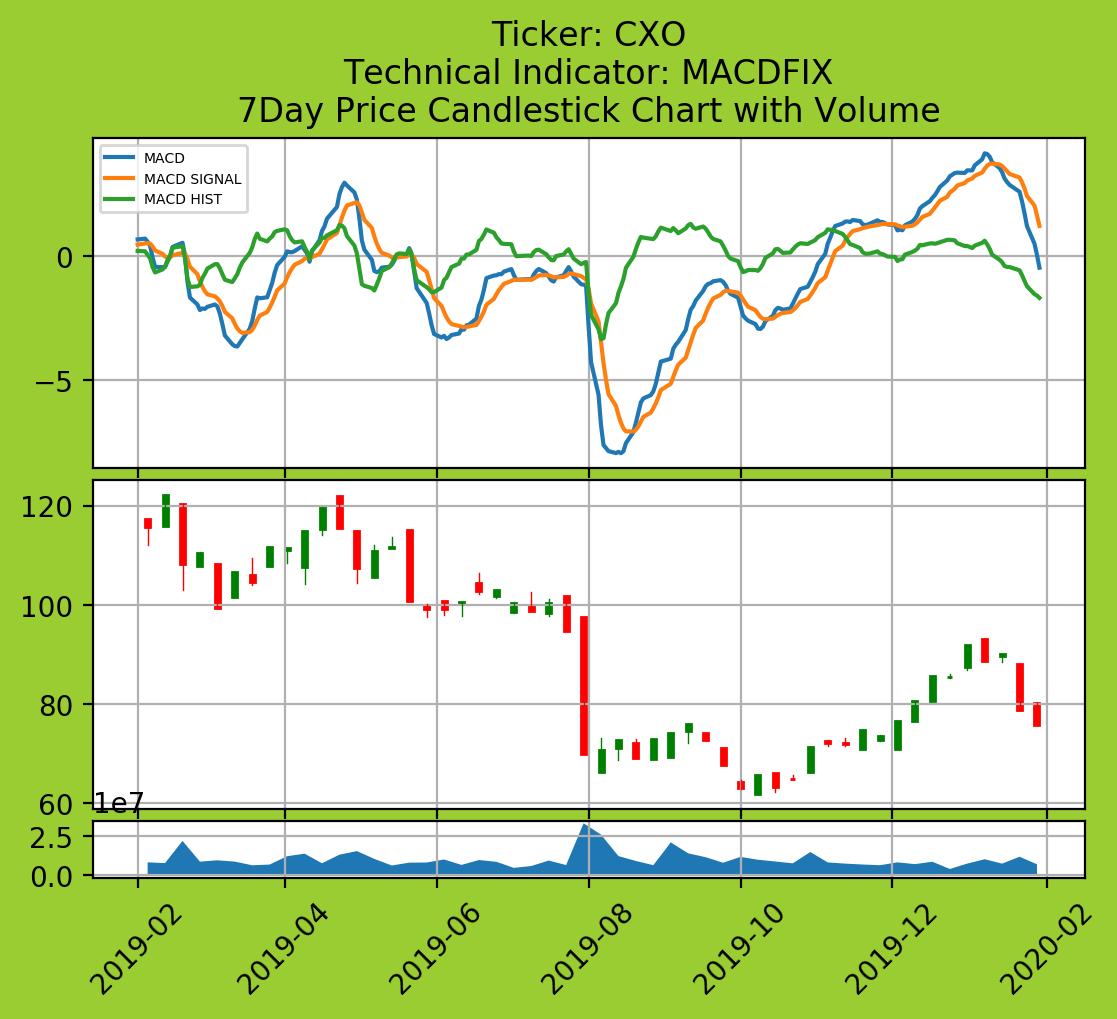 Ticker: CXO
Technical Indicator: MACDFIX
7Day Price Candlestick Chart with Volume
MACD
MACD SIGNAL
MACD HIST
0
−5
120
100
80
60
1e7
2.5
0.0
2019-02
2019-04
2019-06
2019-08
2019-10
2019-12
2020-02